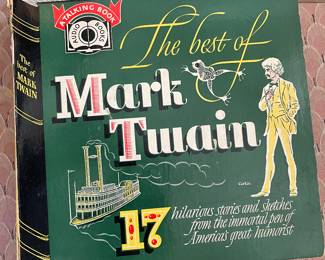 A TALKING BOOK
AUDIO BOOKS
The best of
Mark
Twain
17
hilarious stories and sketches
from the immortal pen of
America's great humorist
The
best
of
MARK
TWAIN